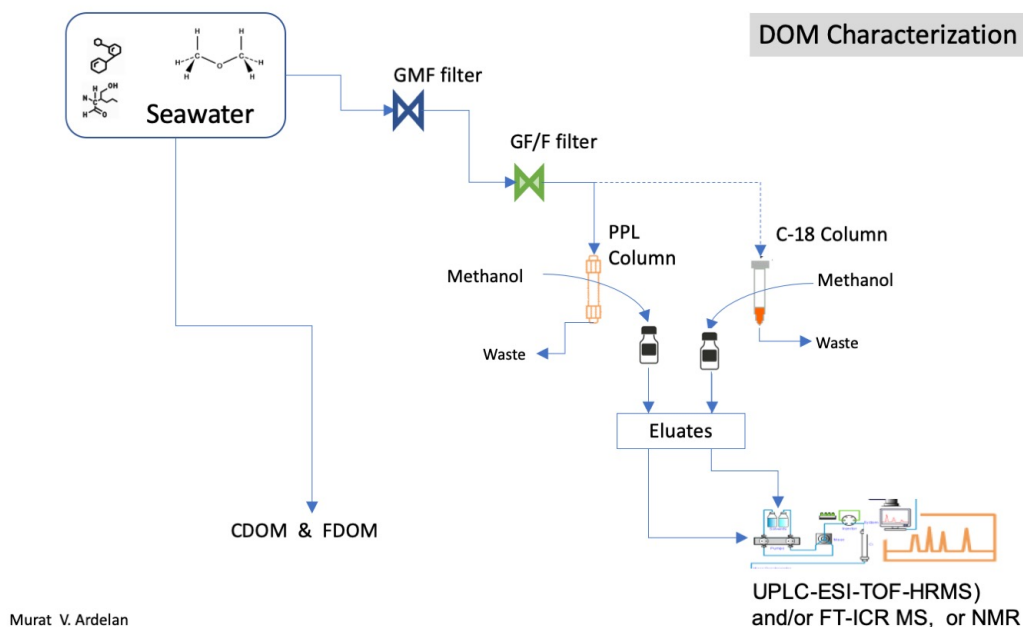 DOM Characterization
H
H
C
C
H
H
O
H
H
H
OH
N
H
O
Seawater
GMF filter
GF/F filter
PPL
Column
C-18 Column
Methanol
Methanol
Waste
Waste
Eluates
CDOM & FDOM
UPLC-ESI-TOF-HRMS)
and/or FT-ICR MS, or NMR
Murat V. Ardelan